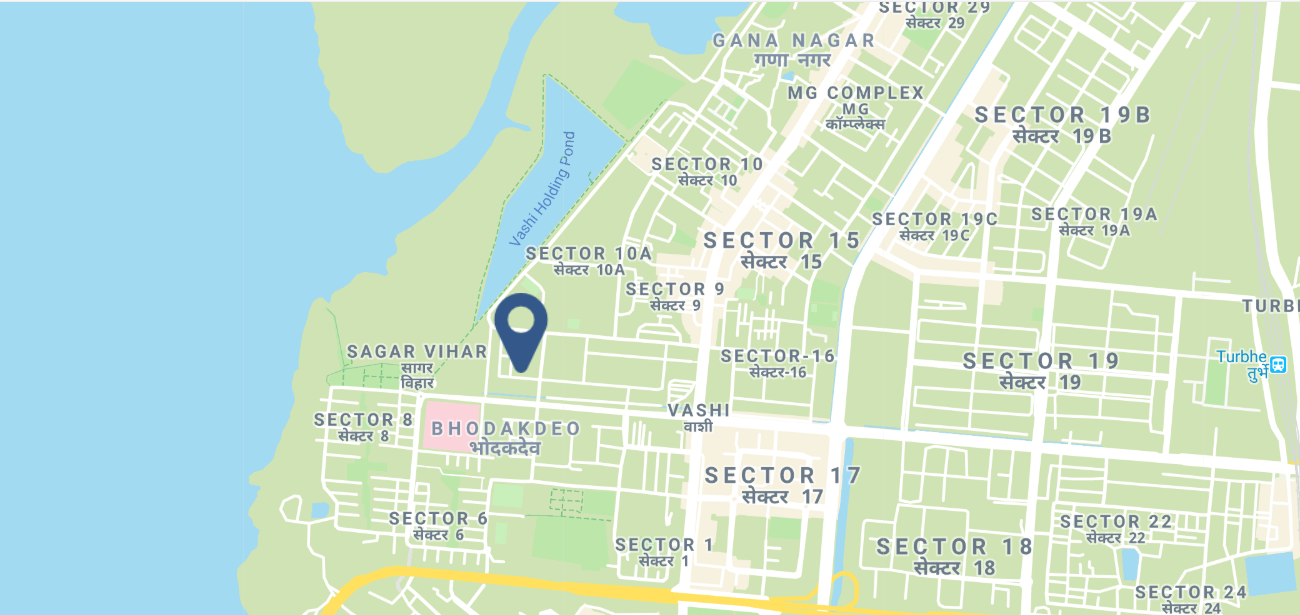 SECTOR 29
सेक्टर 29
GANA NAGAR
गणा नगर
MG COMPLEX
MG
कॉम्प्लेक्स
SECTOR 19B
सेक्टर 19B
Vashi Holding Pond
SECTOR 10
सेक्टर 10
SECTOR 19C
सेक्टर 19C
SECTOR 19A
सेक्टर 19A
SECTOR 15
सेक्टर 15
SECTOR 10A
सेक्टर 10A
SECTOR 9
सेक्टर 9
TURBI
SAGAR VIHAR
सागर
विहार
SECTOR-16
सेक्टर-16
SECTOR 19
सेक्टर 19
Turbhe
तुर्भे
SECTOR 8
सेक्टर 8
BHODAKDEO
भोदकदेव
VASHI
वाशी
SECTOR 17
सेक्टर 17
SECTOR 6
सेक्टर 6
SECTOR 1
सेक्टर 1
SECTOR 18
सेक्टर 18
SECTOR 22
सेक्टर 22
SECTOR 24
सेक्टर 24